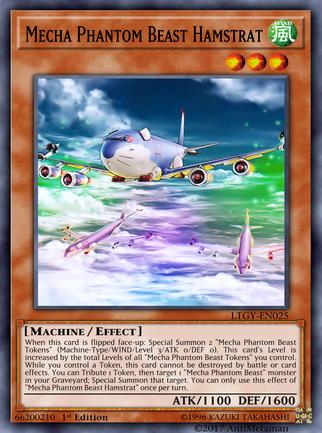 Mecha Phantom Beast Hamstrat
WIND
風
LTGY-EN025
[Machine / Effect]
When this card is flipped face-up: Special Summon 2 "Mecha Phantom Beast
Tokens" (Machine-Type/WIND/Level 3/ATK 0/DEF 0). This card's Level is
increased by the total Levels of all "Mecha Phantom Beast Tokens" you control.
While you control a Token, this card cannot be destroyed by battle or card
effects. You can Tribute 1 Token, then target 1 "Mecha Phantom Beast" monster
in your Graveyard; Special Summon that target. You can only use this effect of
"Mecha Phantom Beast Hamstrat" once per turn.
ATK/1100 DEF/1600
66200210 1st Edition ©1996 KAZUKI TAKAHASHI
©2017 AntiMetaman